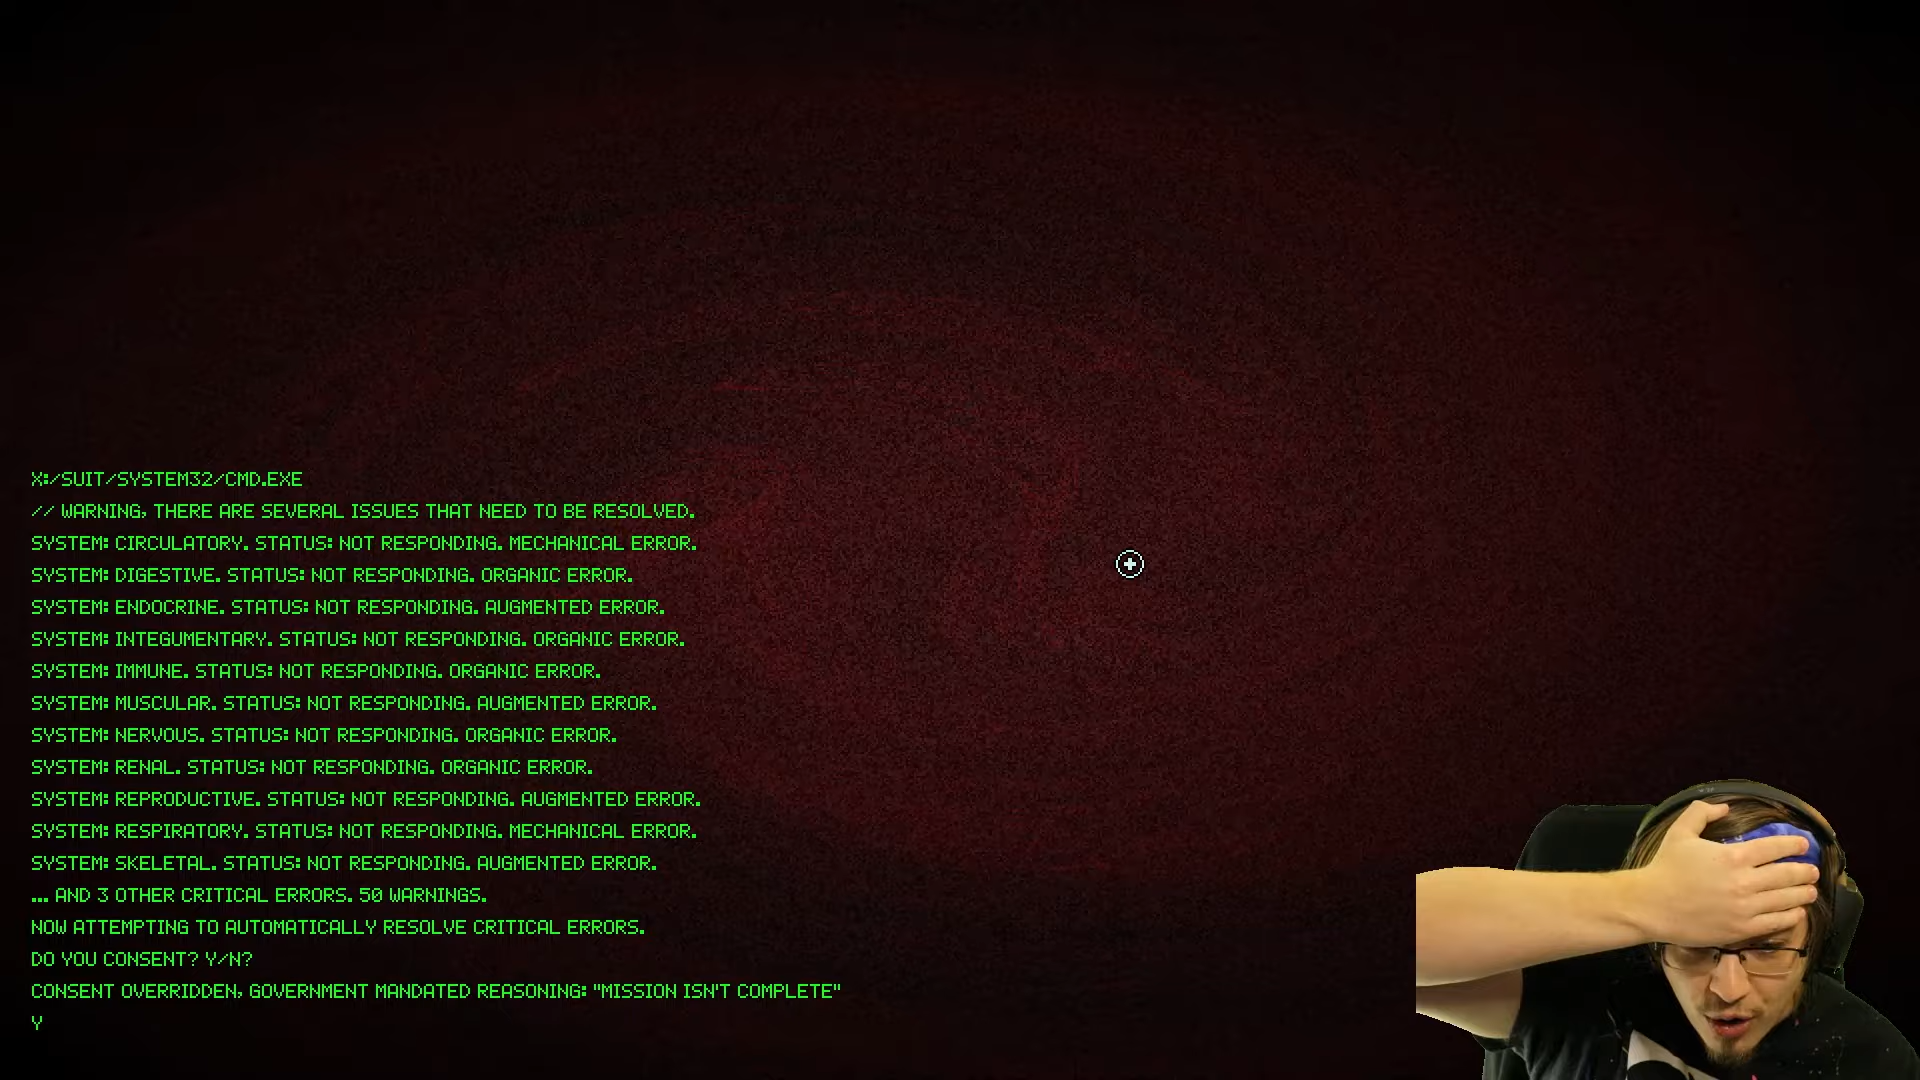 X:/SUIT/SYSTEM32/CMD.EXE
// WARNING, THERE ARE SEVERAL ISSUES THAT NEED TO BE RESOLVED.
SYSTEM: CIRCULATORY. STATUS: NOT RESPONDING. MECHANICAL ERROR.
SYSTEM: DIGESTIVE. STATUS: NOT RESPONDING. ORGANIC ERROR.
SYSTEM: ENDOCRINE. STATUS: NOT RESPONDING. AUGMENTED ERROR.
SYSTEM: INTEGUMENTARY. STATUS: NOT RESPONDING. ORGANIC ERROR.
SYSTEM: IMMUNE. STATUS: NOT RESPONDING. ORGANIC ERROR.
SYSTEM: MUSCULAR. STATUS: NOT RESPONDING. AUGMENTED ERROR.
SYSTEM: NERVOUS. STATUS: NOT RESPONDING. ORGANIC ERROR.
SYSTEM: RENAL. STATUS: NOT RESPONDING. ORGANIC ERROR.
SYSTEM: REPRODUCTIVE. STATUS: NOT RESPONDING. AUGMENTED ERROR.
SYSTEM: RESPIRATORY. STATUS: NOT RESPONDING. MECHANICAL ERROR.
SYSTEM: SKELETAL. STATUS: NOT RESPONDING. AUGMENTED ERROR.
... AND 3 OTHER CRITICAL ERRORS. 50 WARNINGS.
NOW ATTEMPTING TO AUTOMATICALLY RESOLVE CRITICAL ERRORS.
DO YOU CONSENT? Y/N?
CONSENT OVERRIDDEN, GOVERNMENT MANDATED REASONING: "MISSION ISN'T COMPLETE"
Y